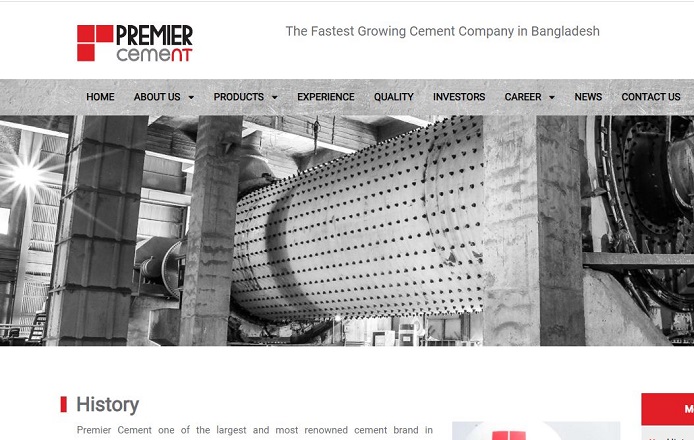 PREMIER
cement
The Fastest Growing Cement Company in Bangladesh
HOME ABOUT US PRODUCTS EXPERIENCE QUALITY INVESTORS CAREER NEWS CONTACT US
History
Premier Cement one of the largest and most renowned cement brand in